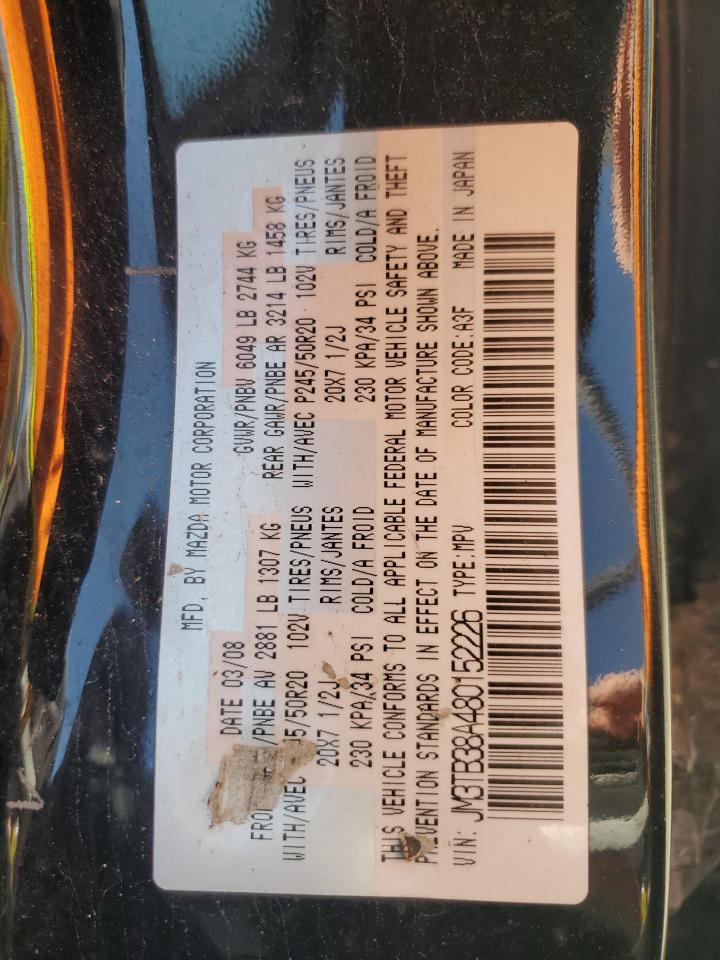 MFD. BY MAZDA MOTOR CORPORATION
DATE 03/08 GVWR/PNBV 6049 LB 2744 KG
/PNBE AV 2881 LB 1307 KG REAR GAWR/PNBE AR 3214 LB 1458 KG
WITH/AVEC 102V TIRES/PNEUS WITH/AVEC P245/50R20 102V TIRES/PNEUS
20X7 1/2J RIMS/JANTES 20X7 1/2J RIMS/JANTES
230 KPA/34 PSI COLD/A FROID 230 KPA/34 PSI COLD/A FROID
THIS VEHICLE CONFORMS TO ALL APPLICABLE FEDERAL MOTOR VEHICLE SAFETY AND THEFT
PREVENTION STANDARDS IN EFFECT ON THE DATE OF MANUFACTURE SHOWN ABOVE.
VIN: JM3TB38A480152226 TYPE:MPV COLOR CODE:A3F MADE IN JAPAN